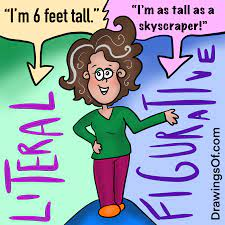 "I'm 6 feet tall."
"I'm as tall as a
skyscraper!"
LITERAL
FIGURATIVE
DrawingsOf.com